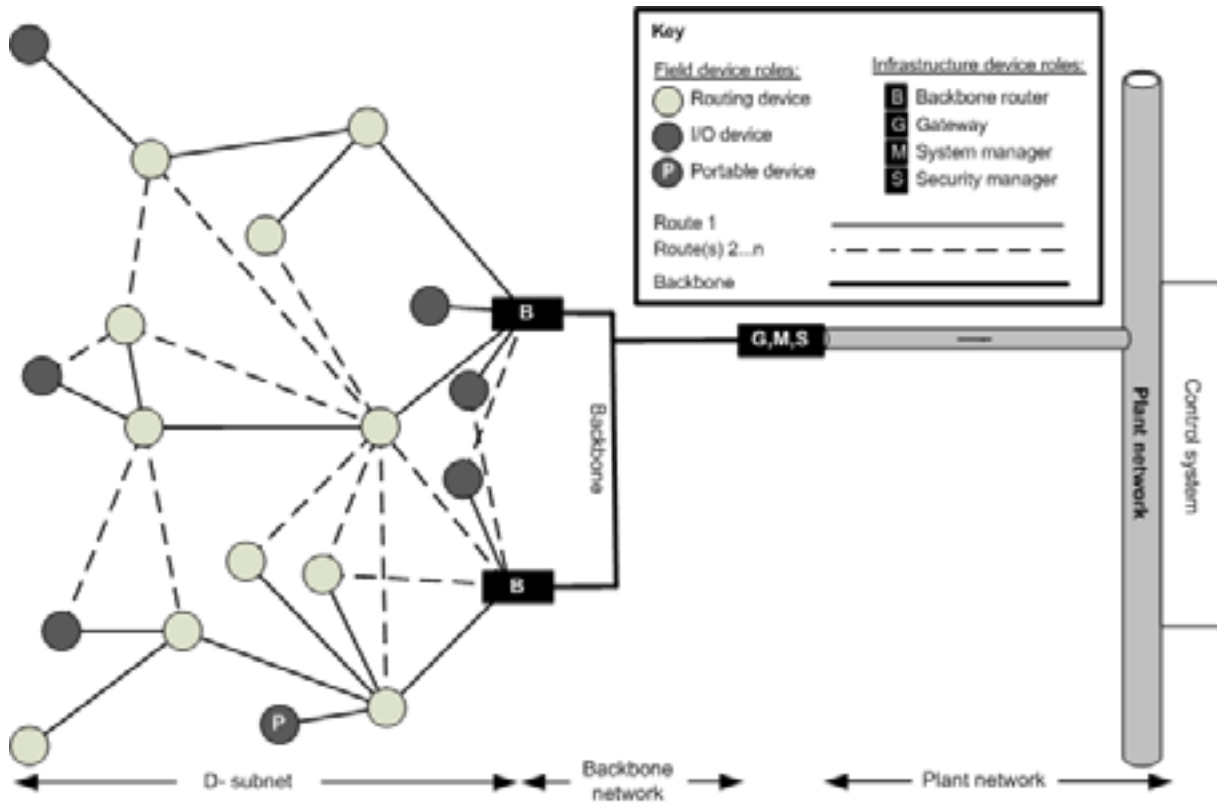 Key
Field device roles:
Routing device
I/O device
P Portable device
Infrastructure device roles:
B Backbone router
G Gateway
M System manager
S Security manager
Route 1
Route(s) 2...n
Backbone
B
G,M,S
Backbone
B
P
Plant network
Control system
D- subnet
Backbone
network
Plant network